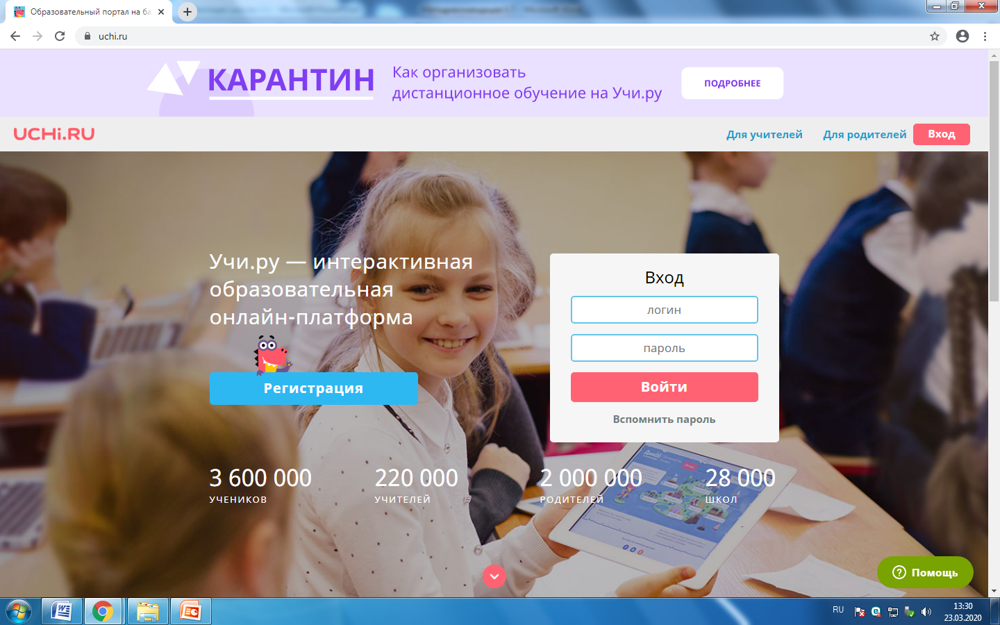 Образовательный портал на ба
uchi.ru
КАРАНТИН
Как организовать
дистанционное обучение на Учи.ру
ПОДРОБНЕЕ
UCHi.RU
Для учителей
Для родителей
Вход
Учи.ру — интерактивная
образовательная
онлайн-платформа
Регистрация
Вход
логин
пароль
Войти
Вспомнить пароль
3 600 000
УЧЕНИКОВ
220 000
УЧИТЕЛЕЙ
2 000 000
РОДИТЕЛЕЙ
28 000
ШКОЛ
Помощь
RU
13:30
23.03.2020